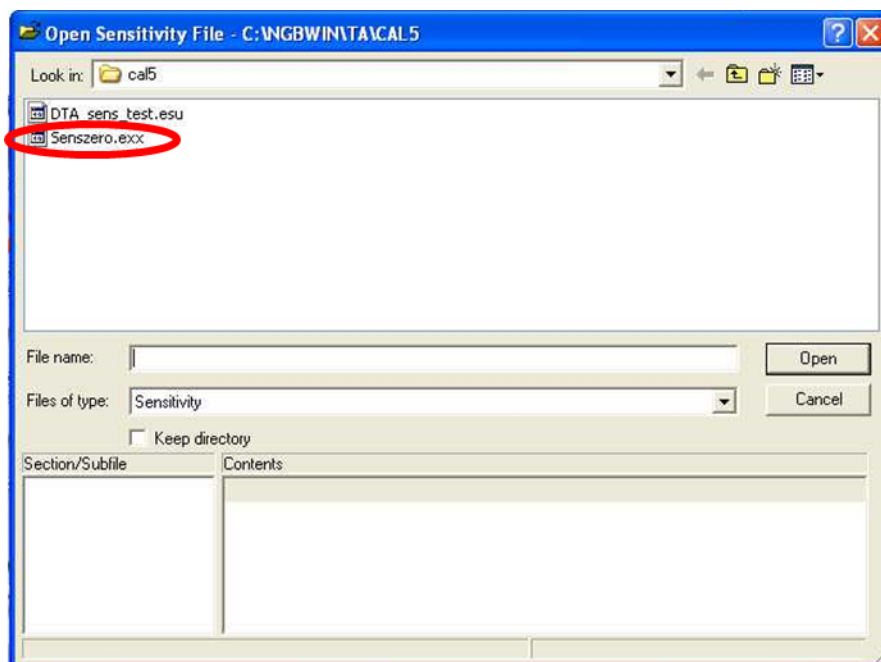 Open Sensitivity File - C:\NGBWIN\TA\CAL5
Look in: cal5
DTA_sens_test.esu
Senszero.exx
File name:
Open
Files of type: Sensitivity
Cancel
Keep directory
Section/Subfile
Contents